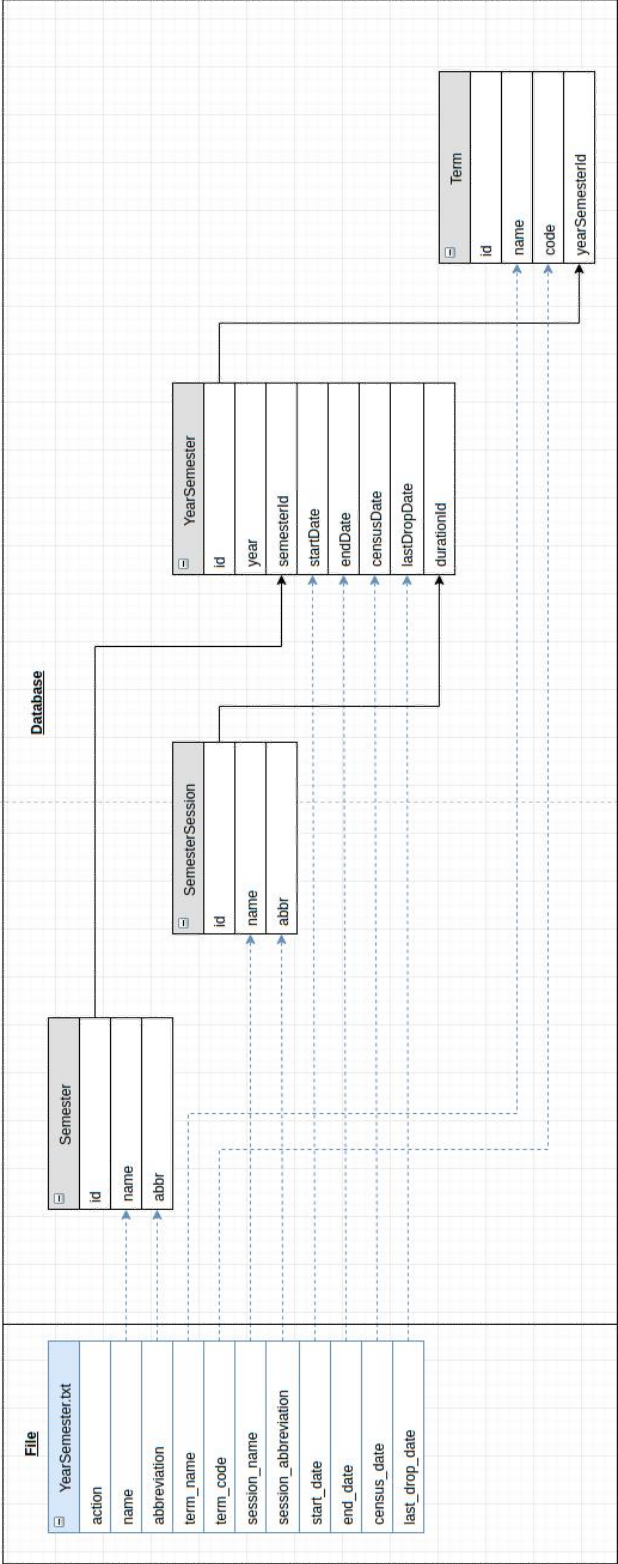 File
YearSemester.txt
action
name
abbreviation
term_name
term_code
session_name
session_abbreviation
start_date
end_date
census_date
last_drop_date
Database
Semester
id
name
abbr
SemesterSession
id
name
abbr
YearSemester
id
year
semesterId
startDate
endDate
censusDate
lastDropDate
durationId
Term
id
name
code
yearSemesterId